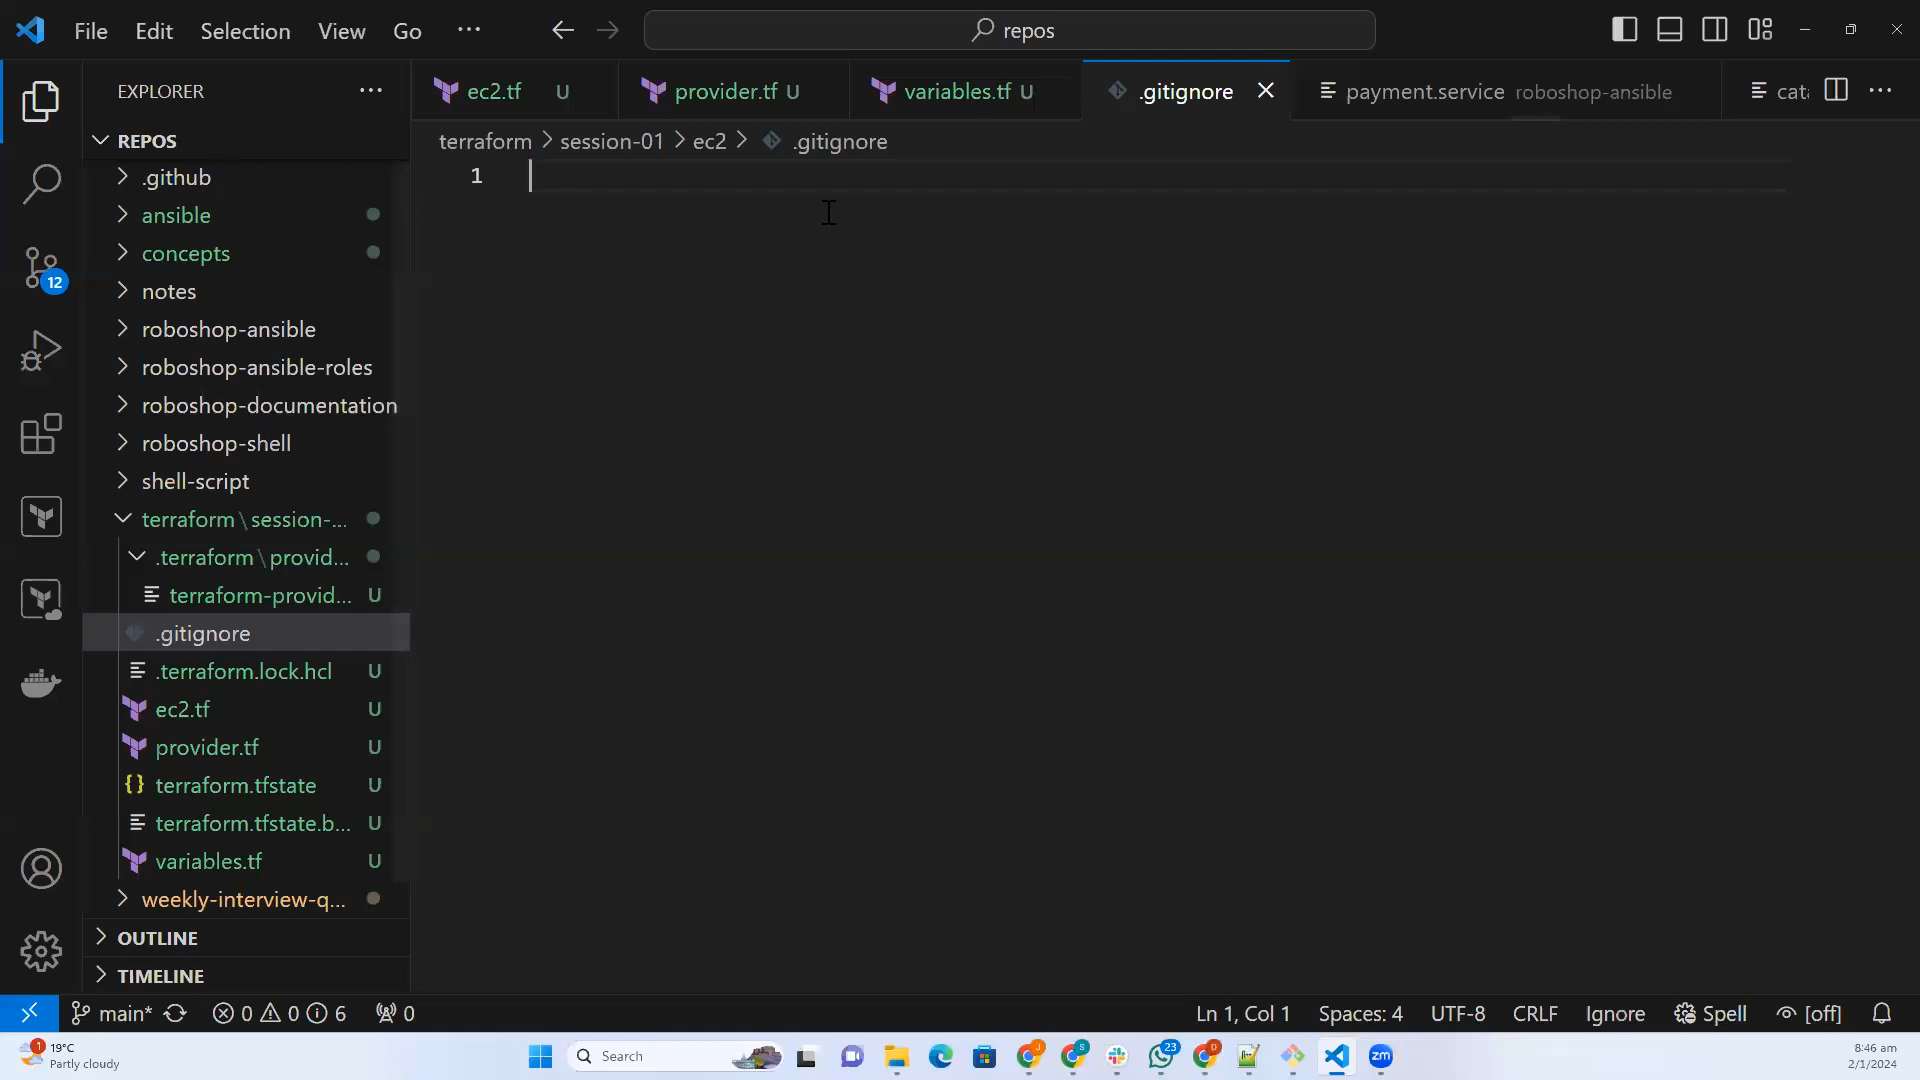 File Edit Selection View Go ··· repos
EXPLORER ···
ec2.tf U provider.tf U variables.tf U .gitignore payment.service roboshop-ansible cata ···
REPOS
terraform > session-01 > ec2 > .gitignore
1
.github
ansible
concepts
notes
roboshop-ansible
roboshop-ansible-roles
roboshop-documentation
roboshop-shell
shell-script
terraform\session-...
.terraform\provid...
terraform-provid... U
.gitignore
.terraform.lock.hcl U
ec2.tf U
provider.tf U
{} terraform.tfstate U
terraform.tfstate.b... U
variables.tf U
weekly-interview-q...
OUTLINE
TIMELINE
12
main* 0 0 6 0 Ln 1, Col 1 Spaces: 4 UTF-8 CRLF Ignore Spell [off]
1 19°C
Partly cloudy
Search
J S 23 D zm
8:46 am
2/1/2024